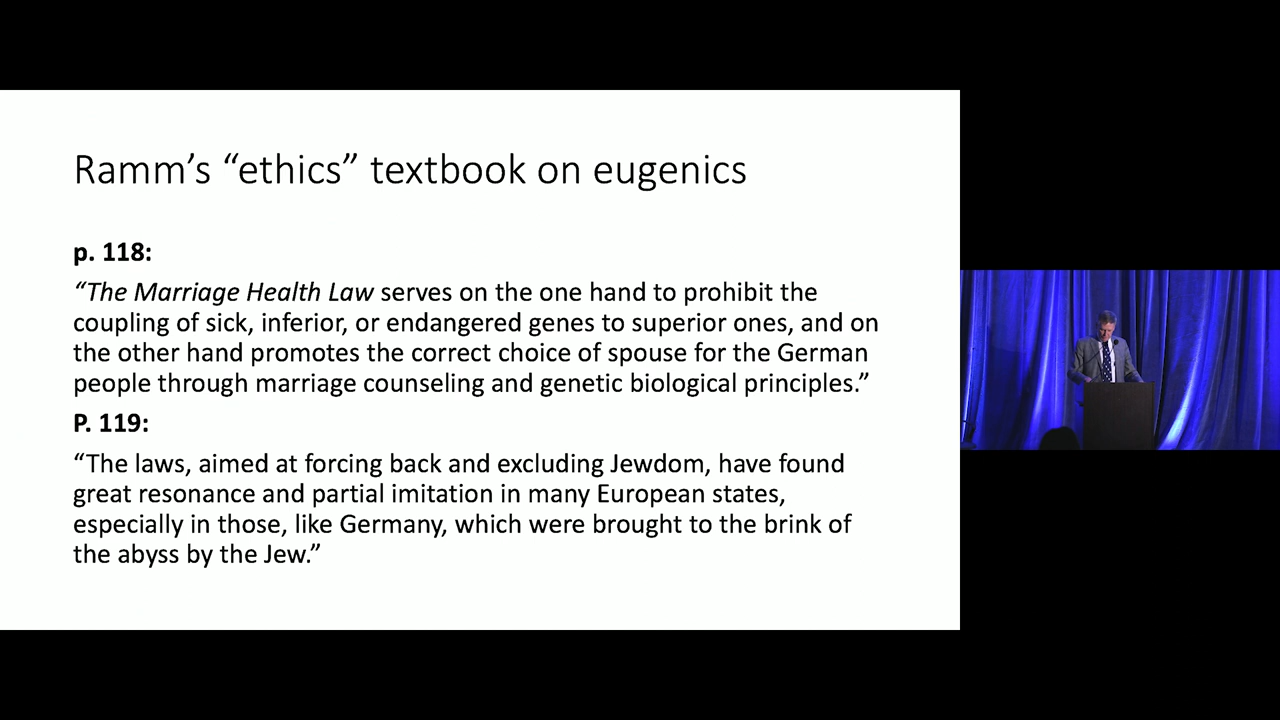 Ramm’s “ethics” textbook on eugenics
p. 118:
“The Marriage Health Law serves on the one hand to prohibit the
coupling of sick, inferior, or endangered genes to superior ones, and on
the other hand promotes the correct choice of spouse for the German
people through marriage counseling and genetic biological principles.”
P. 119:
“The laws, aimed at forcing back and excluding Jewdom, have found
great resonance and partial imitation in many European states,
especially in those, like Germany, which were brought to the brink of
the abyss by the Jew.”